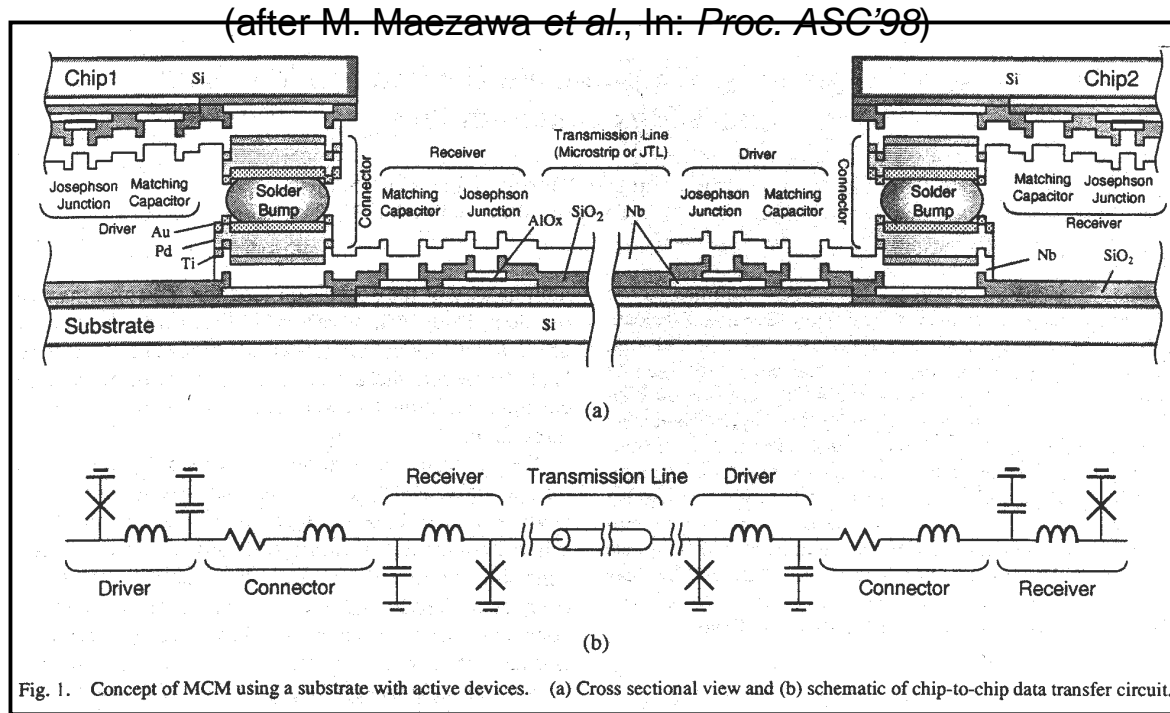 (after M. Maezawa et al., In: Proc. ASC'98)
Chip1
Si
Si
Chip2
Transmission Line
(Microstrip or JTL)
Receiver
Driver
Connector
Connector
Josephson
Junction
Matching
Capacitor
Driver
Solder
Bump
Matching
Capacitor
Josephson
Junction
AlOx
SiO2
Nb
Josephson
Junction
Matching
Capacitor
Solder
Bump
Matching
Capacitor
Josephson
Junction
Receiver
Au
Pd
Ti
Nb
SiO2
Substrate
Si
(a)
Receiver
Transmission Line
Driver
Driver
Connector
Connector
Receiver
(b)
Fig. 1. Concept of MCM using a substrate with active devices. (a) Cross sectional view and (b) schematic of chip-to-chip data transfer circuit.